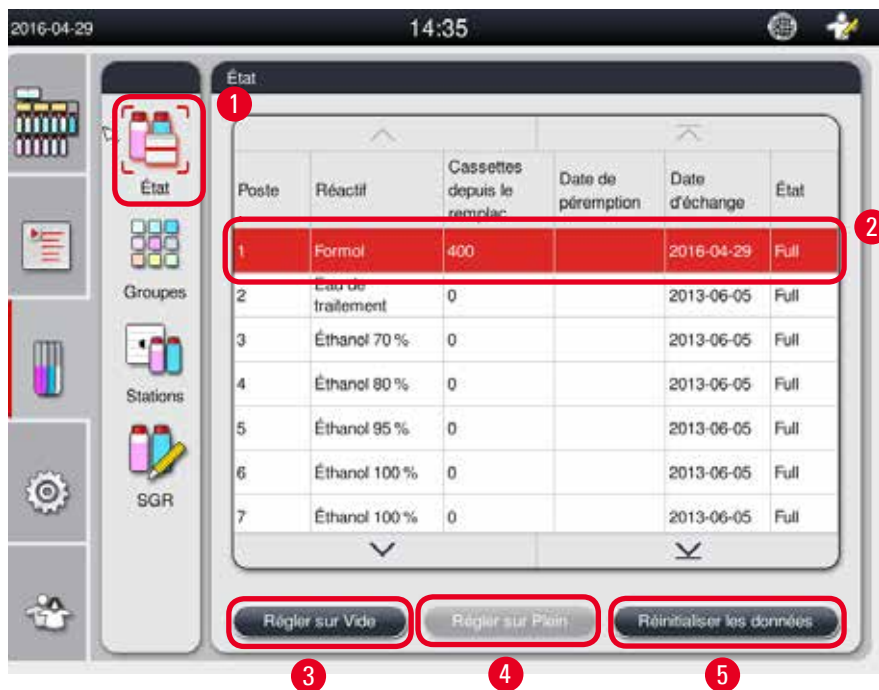 2016-04-29 14:35
État
1
État
Groupes
Stations
SGR
Poste Réactif Cassettes depuis le remplac. Date de péremption Date d'échange État
2
1 Formol 400 2016-04-29 Full
2 Eau de traitement 0 2013-06-05 Full
3 Éthanol 70 % 0 2013-06-05 Full
4 Éthanol 80 % 0 2013-06-05 Full
5 Éthanol 95 % 0 2013-06-05 Full
6 Éthanol 100 % 0 2013-06-05 Full
7 Éthanol 100 % 0 2013-06-05 Full
Régler sur Vide Régler sur Plein Réinitialiser les données
3 4 5